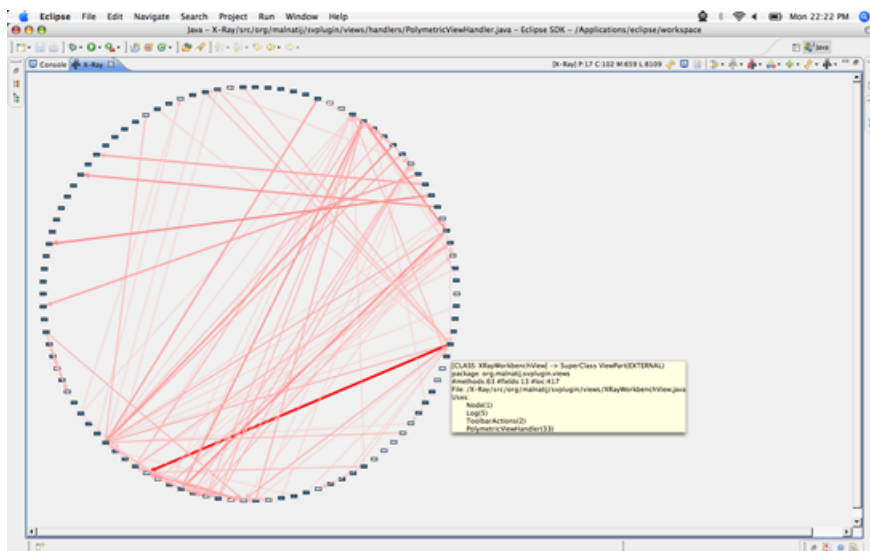 Eclipse File Edit Navigate Search Project Run Window Help Mon 22:22 PM
Java - X-Ray/src/org/malnatij/svplugin/views/handlers/PolymetricViewHandler.java - Eclipse SDK - /Applications/eclipse/workspace
Java
Console X-Ray [X-Ray] P:17 C:102 M:659 L:8109
[CLASS XRayWorkbenchView] -> SuperClass ViewPart(EXTERNAL)
package: org.malnatij.svplugin.views
#methods:63 #fields 13 #loc:417
File: /X-Ray/src/org/malnatij/svplugin/views/XRayWorkbenchView.java
Uses:
Node(1)
Log(5)
ToolbarActions(2)
PolymetricViewHandler(33)